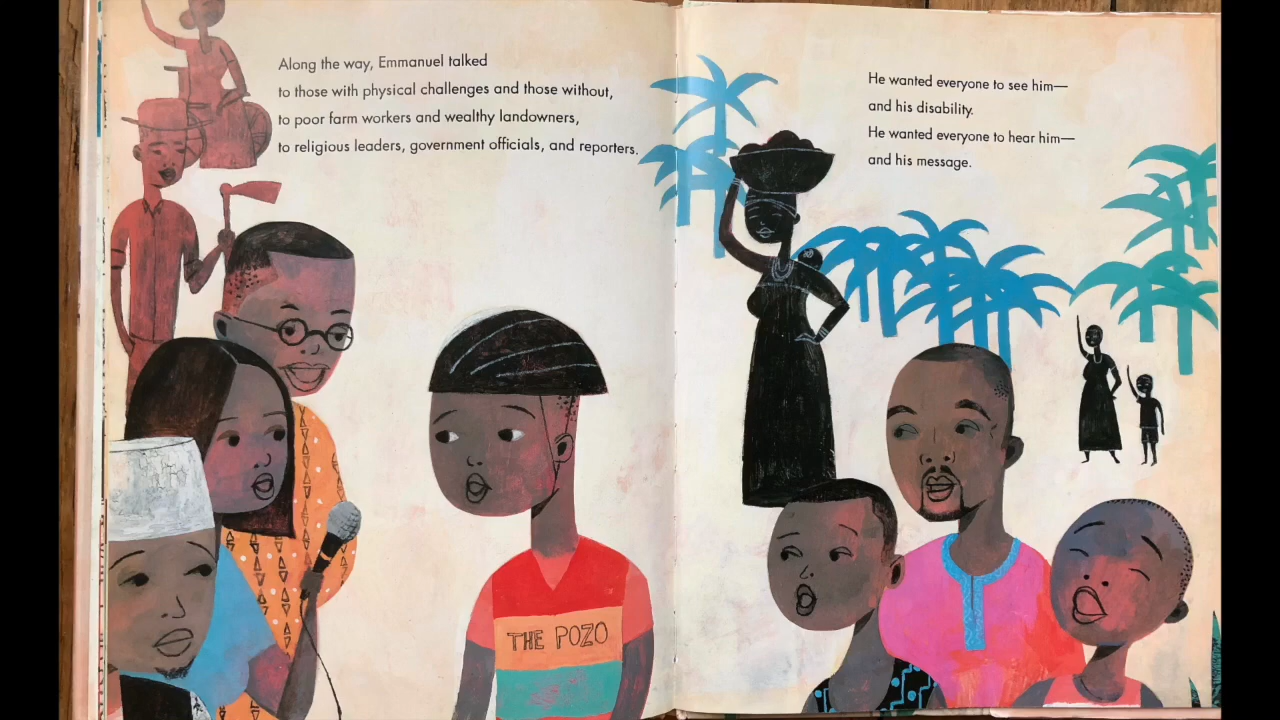 Along the way, Emmanuel talked
to those with physical challenges and those without,
to poor farm workers and wealthy landowners,
to religious leaders, government officials, and reporters.
He wanted everyone to see him—
and his disability.
He wanted everyone to hear him—
and his message.
THE POZO